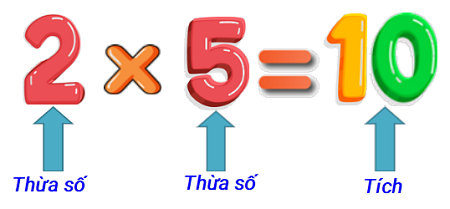 2 × 5 = 10
Thừa số Thừa số Tích